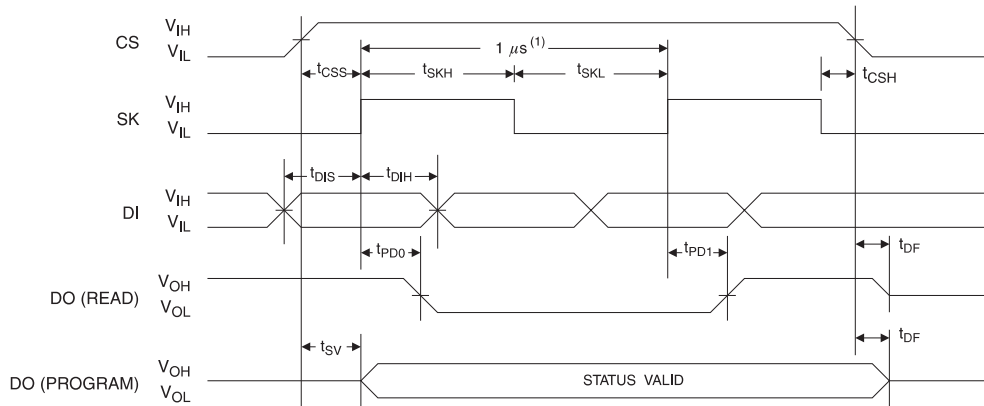 CS V_IH
V_IL
1 μs(1)
t_CSS t_SKH t_SKL t_CSH
SK V_IH
V_IL
t_DIS t_DIH
DI V_IH
V_IL
t_PD0 t_PD1 t_DF
DO (READ) V_OH
V_OL
t_SV t_DF
DO (PROGRAM) V_OH
V_OL
STATUS VALID